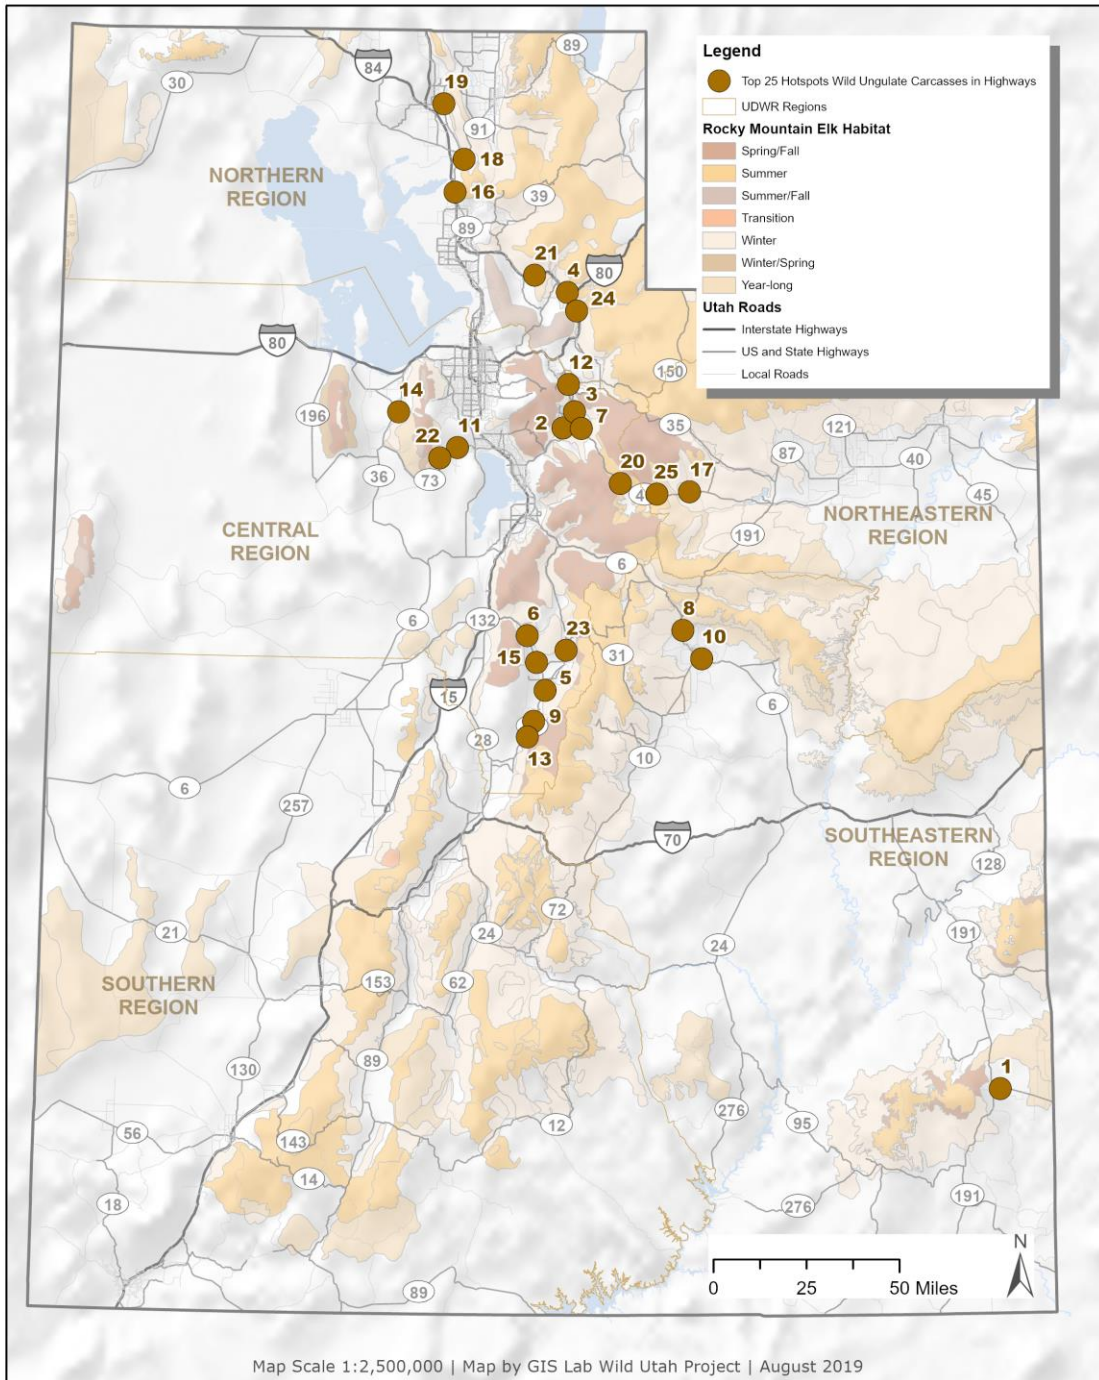 89
84
30
19
91
18
NORTHERN
REGION
16
39
89
21
4
80
24
80
12
150
14
3
196
2
7
35
121
11
22
87
40
36
73
20
25
17
4
45
CENTRAL
REGION
NORTHEASTERN
REGION
191
6
8
6
132
6
23
10
31
15
5
15
6
9
28
13
10
6
257
70
SOUTHEASTERN
REGION
128
72
21
24
24
191
SOUTHERN
REGION
153
62
89
130
1
276
12
95
56
143
14
18
191
276
89
Legend
Top 25 Hotspots Wild Ungulate Carcasses in Highways
UDWR Regions
Rocky Mountain Elk Habitat
Spring/Fall
Summer
Summer/Fall
Transition
Winter
Winter/Spring
Year-long
Utah Roads
Interstate Highways
US and State Highways
Local Roads
N
0 25 50 Miles
Map Scale 1:2,500,000 | Map by GIS Lab Wild Utah Project | August 2019